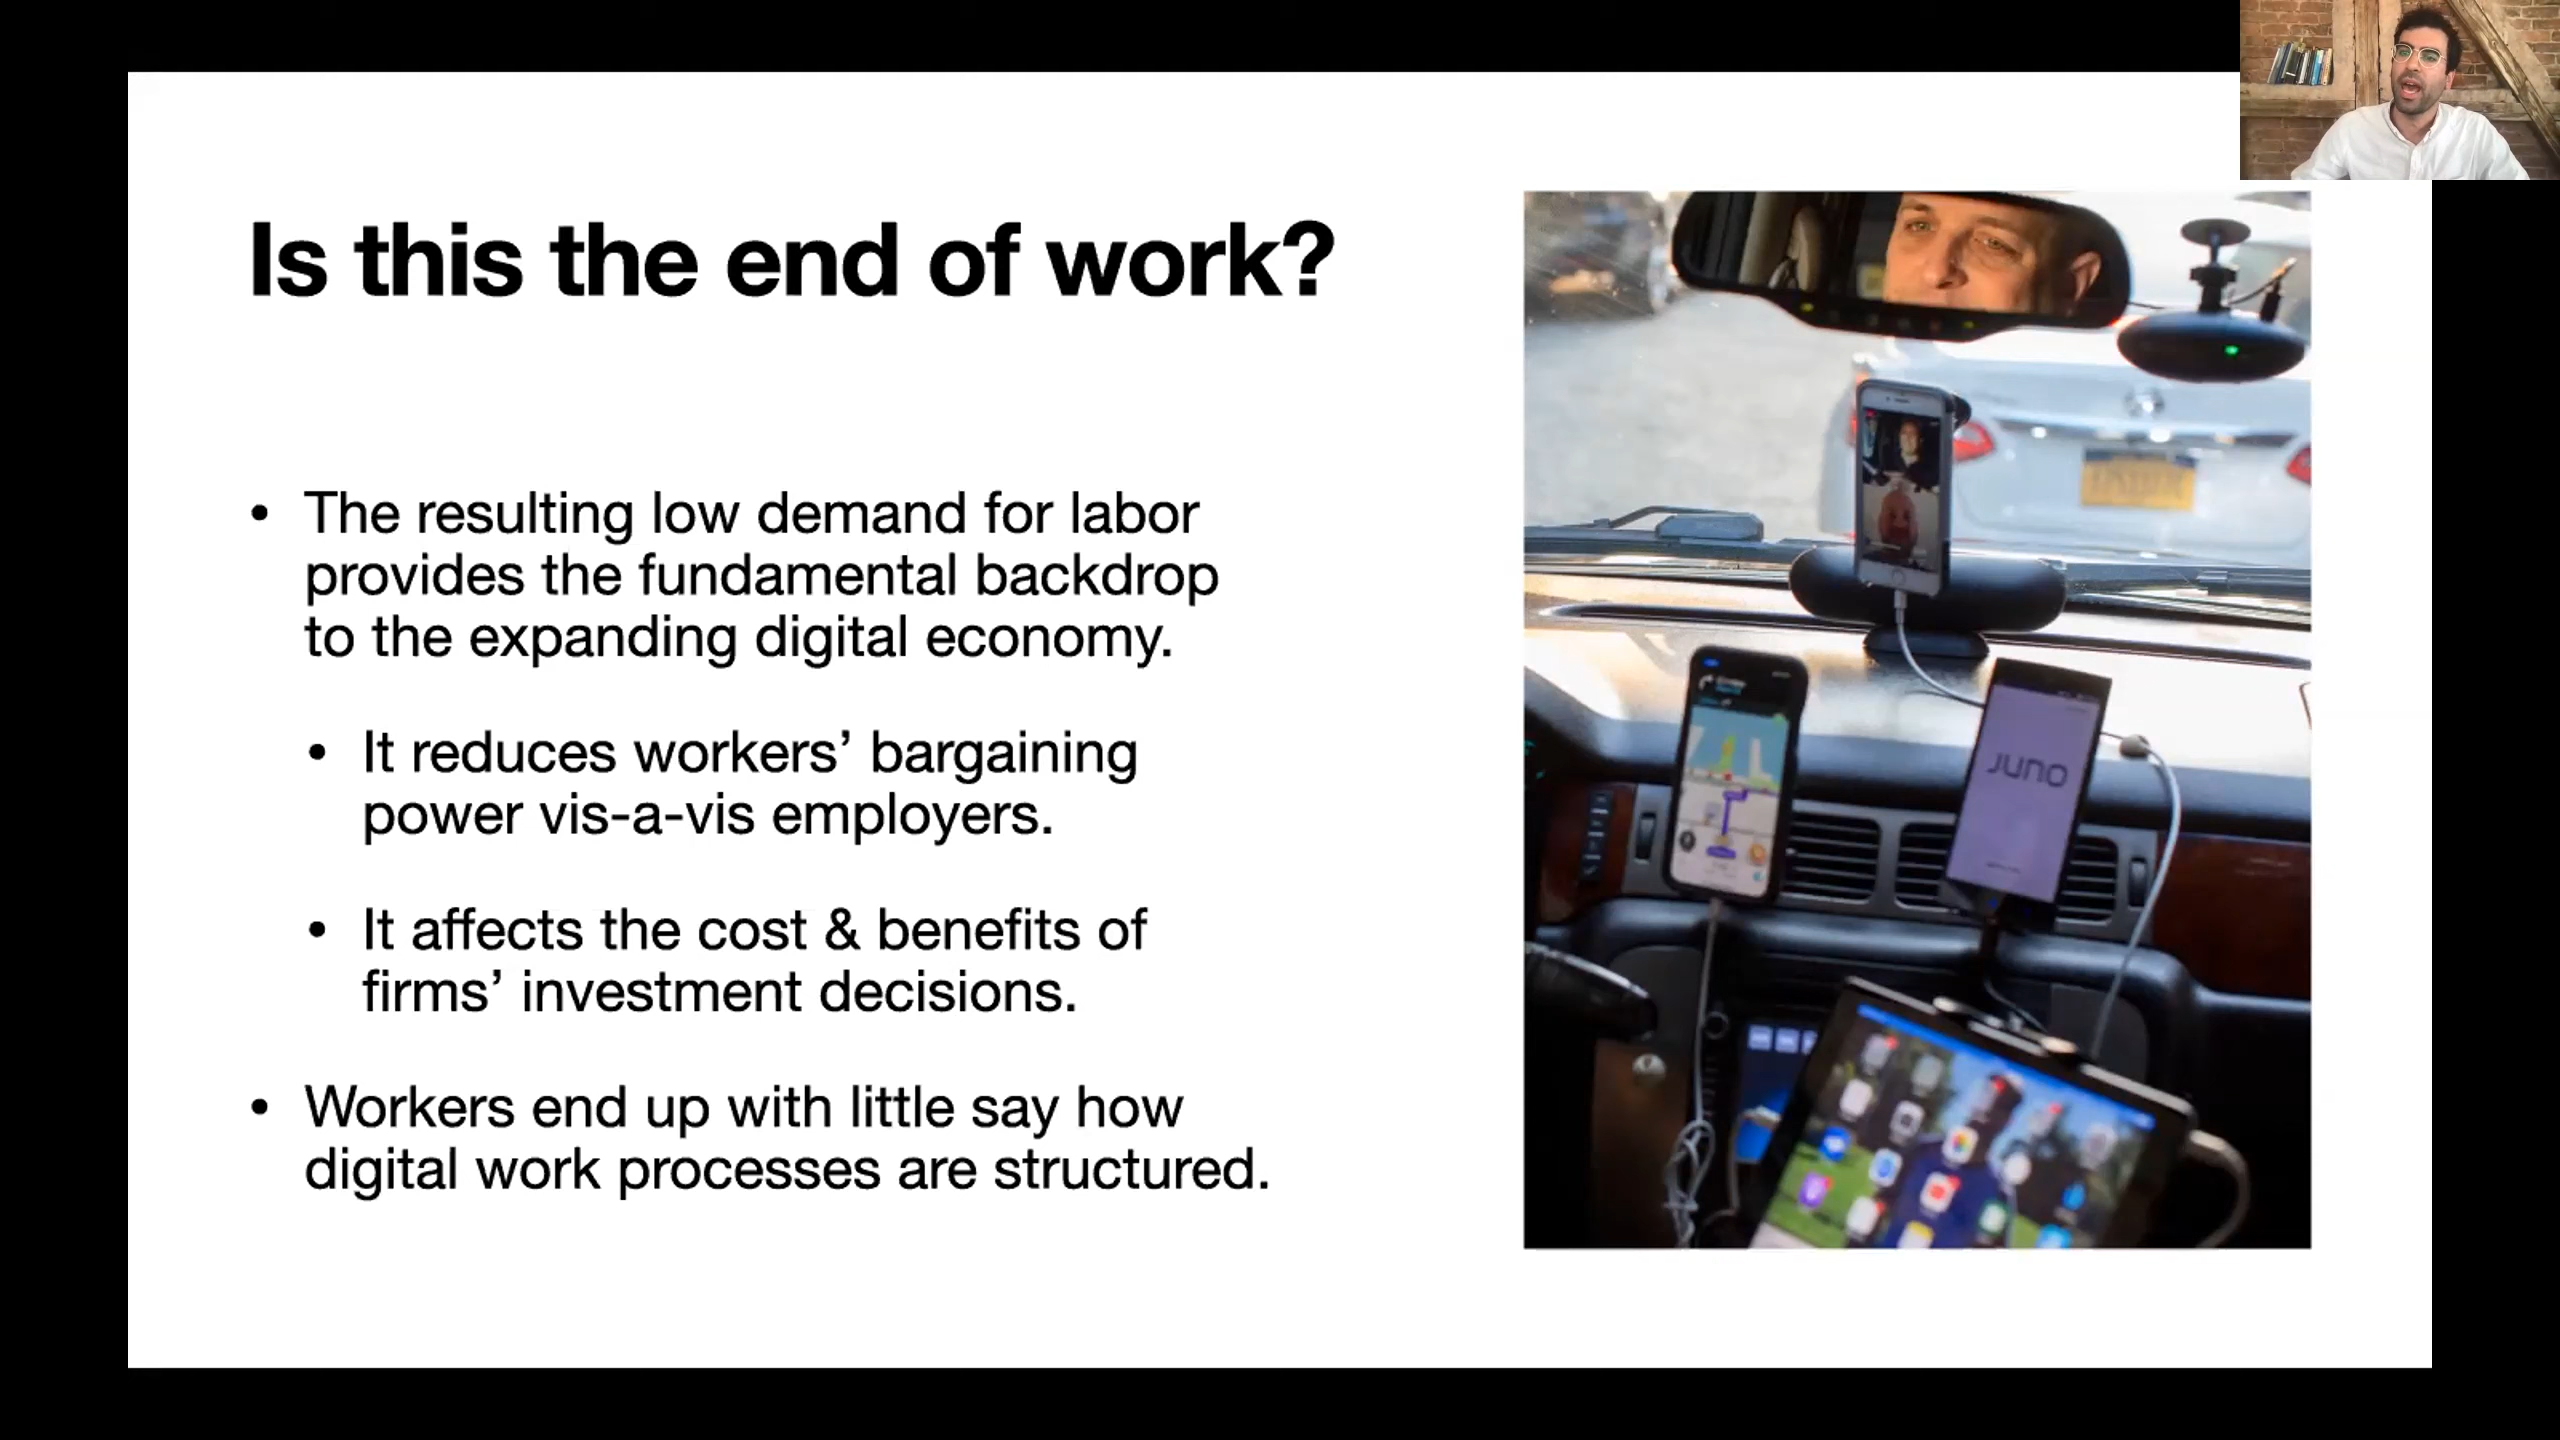 Is this the end of work?
• The resulting low demand for labor
provides the fundamental backdrop
to the expanding digital economy.
• It reduces workers’ bargaining
power vis-a-vis employers.
• It affects the cost & benefits of
firms’ investment decisions.
• Workers end up with little say how
digital work processes are structured.
JUNO